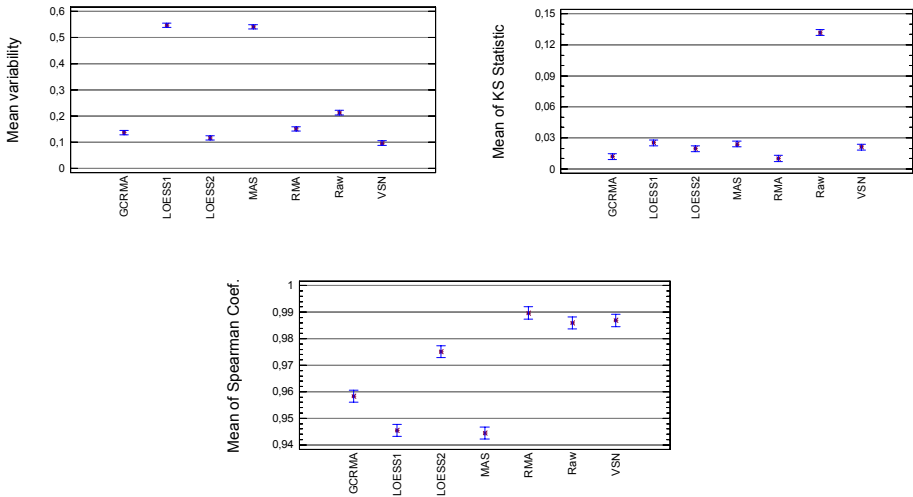 Mean variability
0,6
0,5
0,4
0,3
0,2
0,1
0
GCRMA
LOESS1
LOESS2
MAS
RMA
Raw
VSN
Mean of KS Statistic
0,15
0,12
0,09
0,06
0,03
0
GCRMA
LOESS1
LOESS2
MAS
RMA
Raw
VSN
Mean of Spearman Coef.
1
0,99
0,98
0,97
0,96
0,95
0,94
GCRMA
LOESS1
LOESS2
MAS
RMA
Raw
VSN